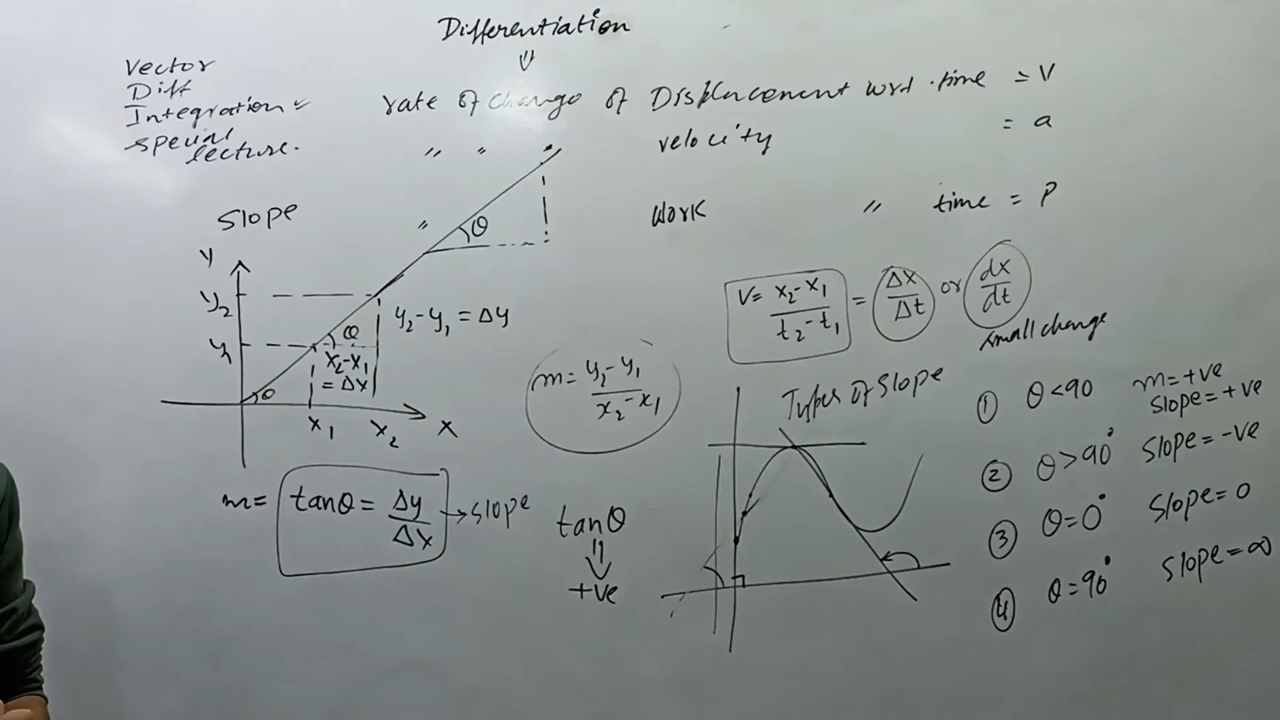 Differentiation
⇓
Vector
Diff
Integration ✓
special
lecture.
rate of change of Displacement wrt. time = V
〃 〃 velocity = a
〃 Work 〃 time = P
Slope
θ
Y
y₂
y₁
y₂-y₁ = Δy
θ
x₂-x₁
= Δx
θ
x₁ x₂ X
m = tanθ = Δy/Δx → slope
m = y₂-y₁/x₂-x₁
tanθ
⇓
+ve
V = x₂-x₁/t₂-t₁ = Δx/Δt or dx/dt
small change
Types of Slope
① θ<90 m=+ve
slope=+ve
② θ>90° slope=-ve
③ θ=0° slope=0
④ θ=90° slope=∞